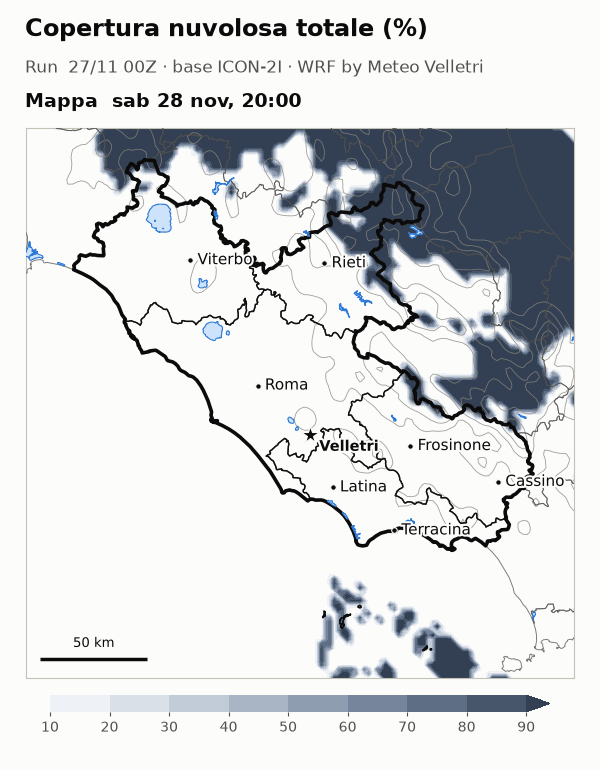 Copertura nuvolosa totale (%)
Run  27/11 00Z · base ICON-2I · WRF by Meteo Velletri
Mappa  sab 28 nov, 20:00
Viterbo
Rieti
Roma
Velletri
Frosinone
Latina
Cassino
Terracina
50 km
10 20 30 40 50 60 70 80 90